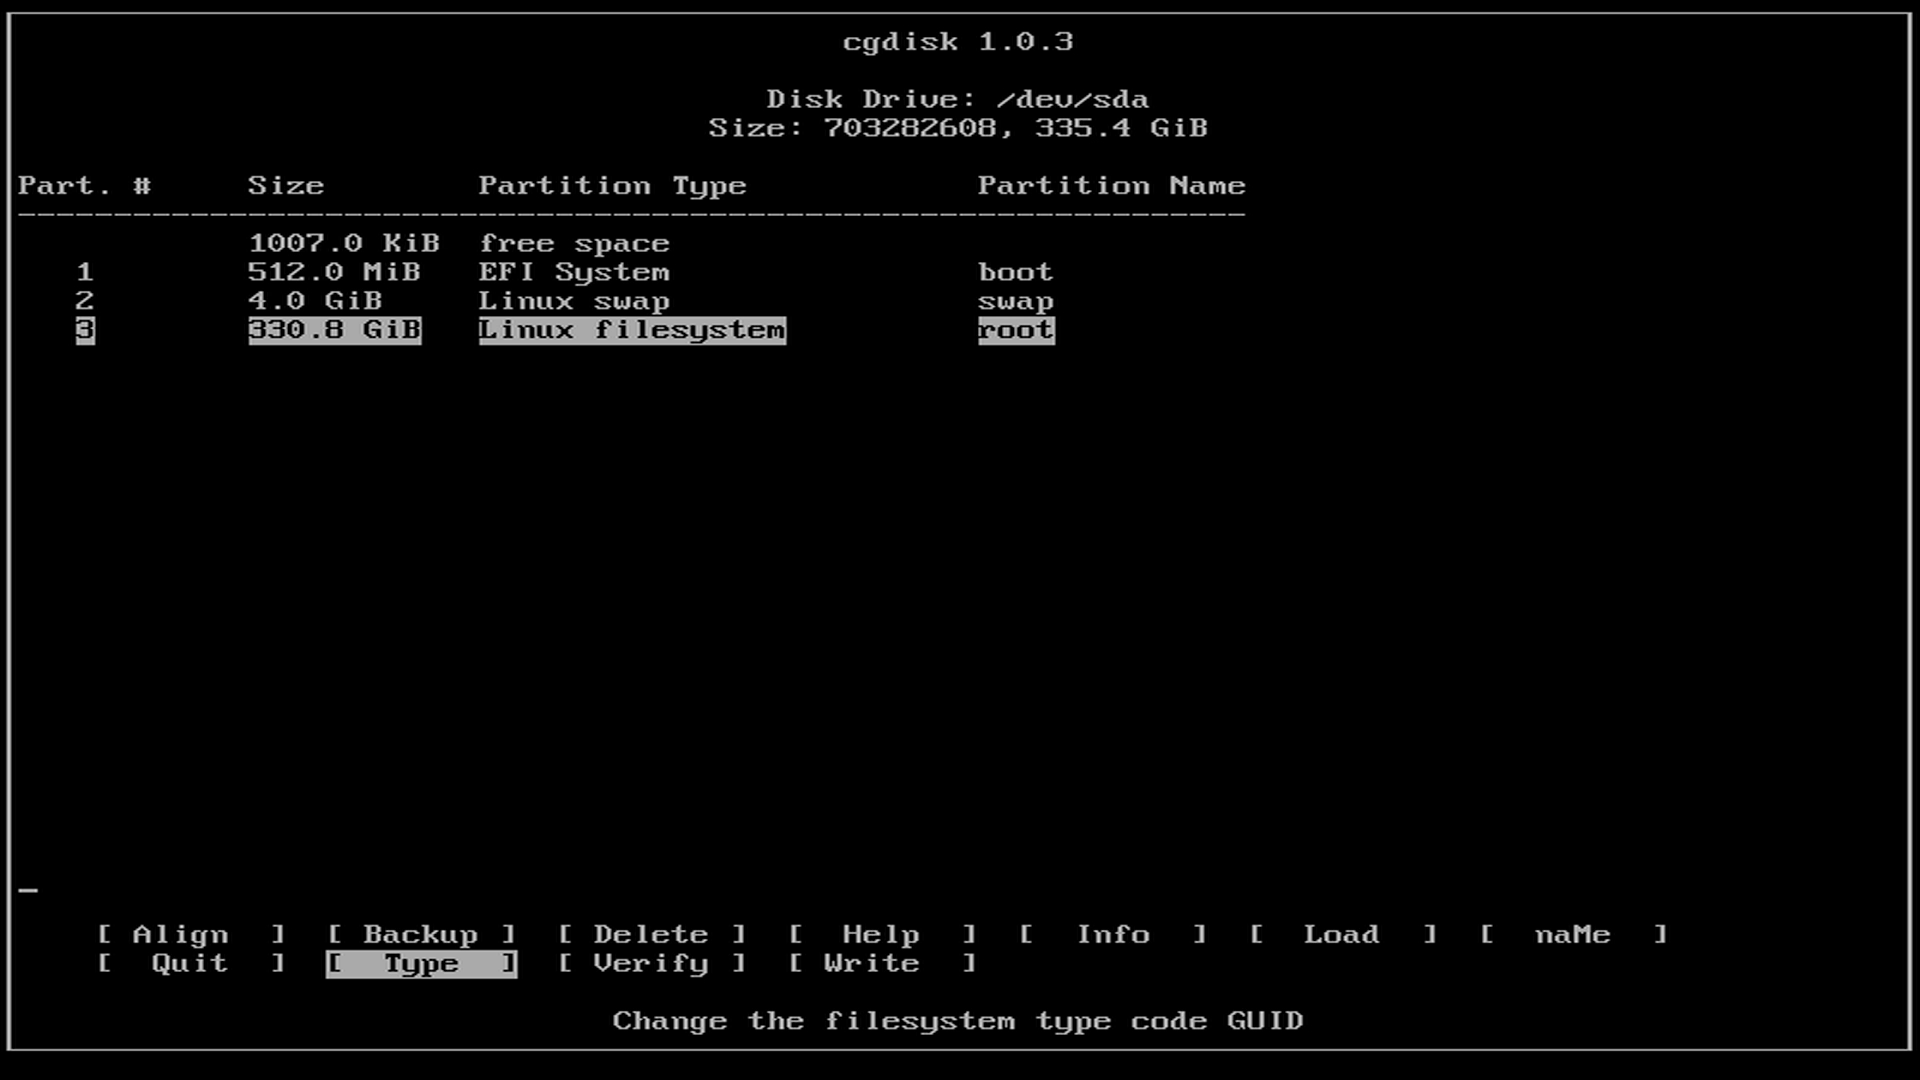 cgdisk 1.0.3
Disk Drive: /dev/sda
Size: 703282608, 335.4 GiB
Part. #     Size     Partition Type     Partition Name
----------------------------------------------------------------
1007.0 KiB  free space
1     512.0 MiB     EFI System     boot
2     4.0 GiB     Linux swap     swap
3     330.8 GiB     Linux filesystem     root
[ Align ] [ Backup ] [ Delete ] [ Help ] [ Info ] [ Load ] [ naMe ]
[ Quit ] [ Type ] [ Verify ] [ Write ]
Change the filesystem type code GUID